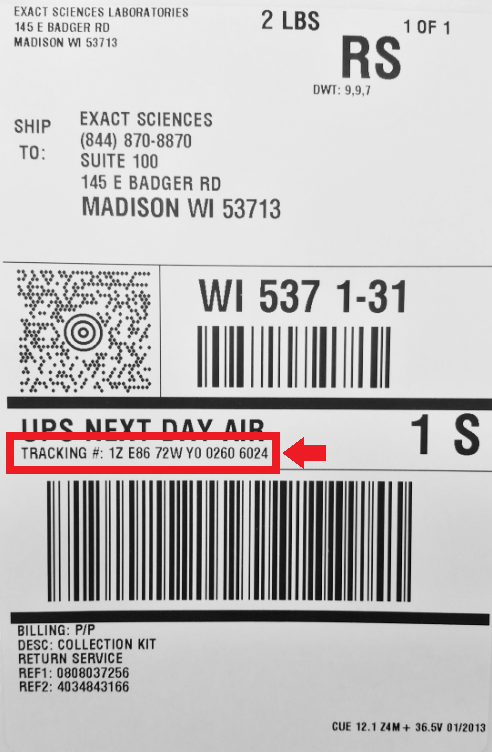 EXACT SCIENCES LABORATORIES
145 E BADGER RD
MADISON WI 53713
2 LBS
1 OF 1
RS
DWT: 9,9,7
SHIP TO:
EXACT SCIENCES
(844) 870-8870
SUITE 100
145 E BADGER RD
MADISON WI 53713
WI 537 1-31
UPS NEXT DAY AIR
1 S
TRACKING #: 1Z E86 72W Y0 0260 6024
BILLING: P/P
DESC: COLLECTION KIT
RETURN SERVICE
REF1: 0808037256
REF2: 4034843166
CUE 12.1 Z4M + 36.5V 01/2013